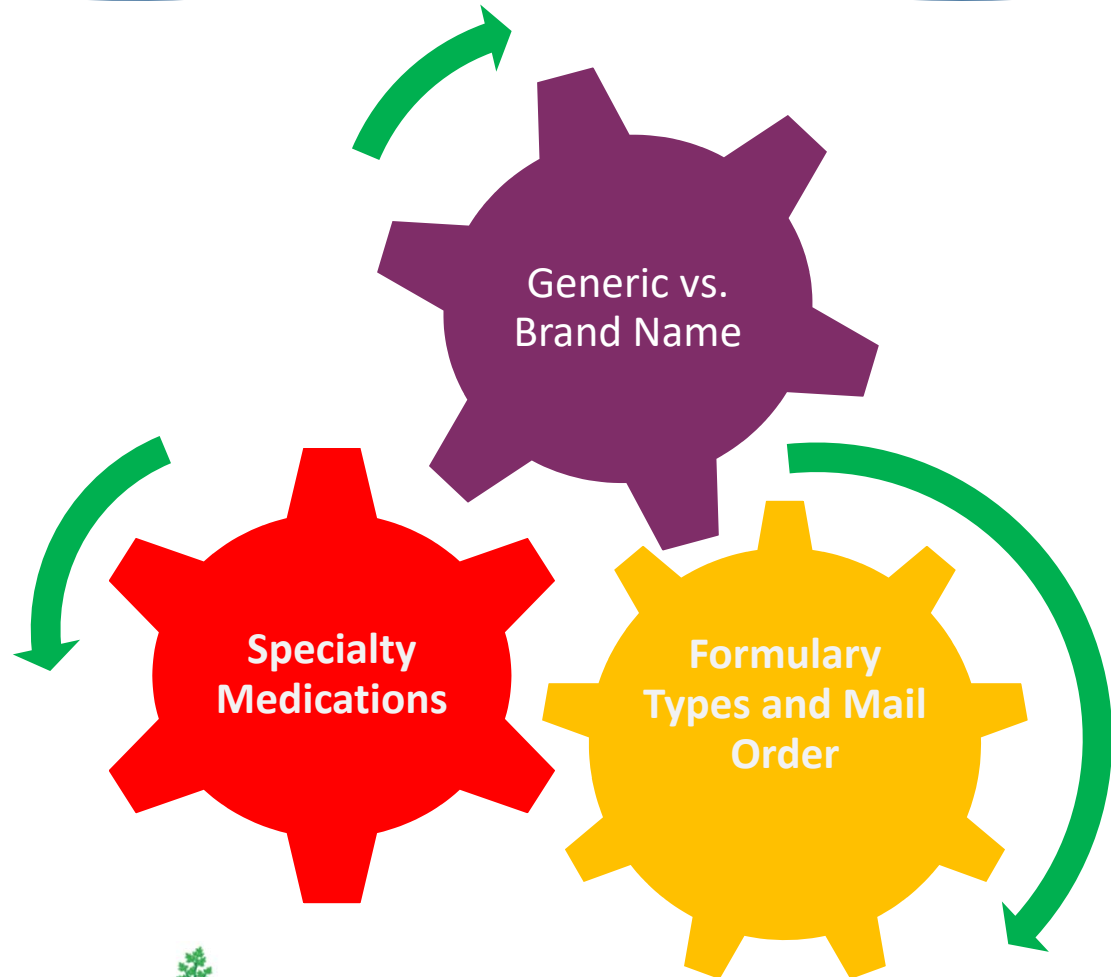 Generic vs.
Brand Name
Specialty
Medications
Formulary
Types and Mail
Order